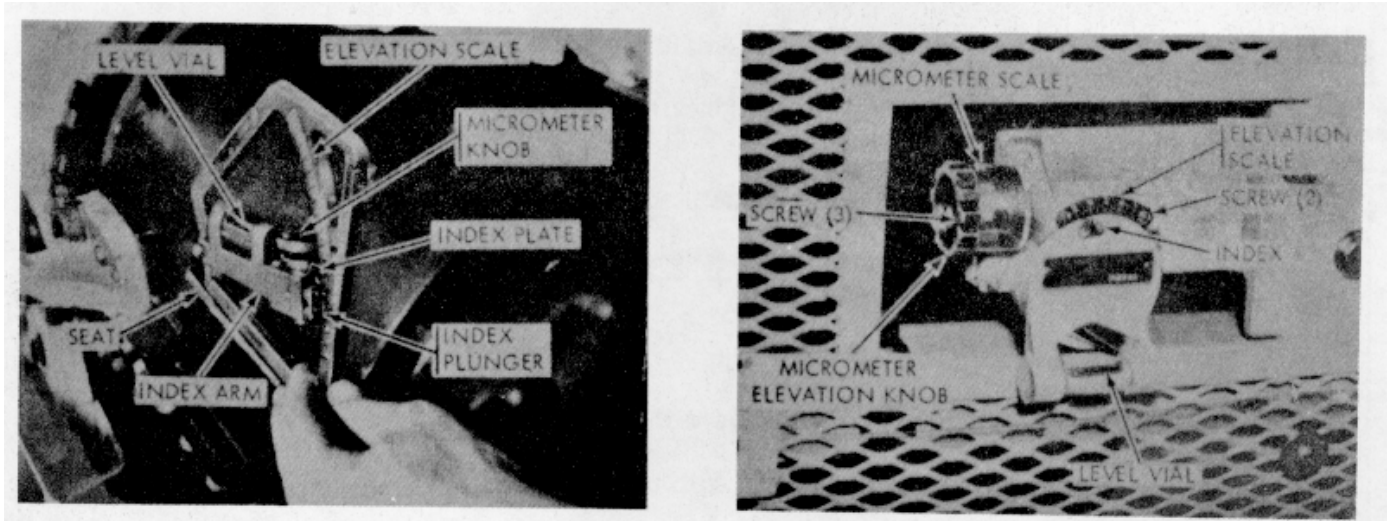 LEVEL VIAL
ELEVATION SCALE
MICROMETER
KNOB
INDEX PLATE
SEAT
INDEX
PLUNGER
INDEX ARM
MICROMETER SCALE
ELEVATION
SCALE
SCREW (3)
SCREW (2)
INDEX
MICROMETER
ELEVATION KNOB
LEVEL VIAL